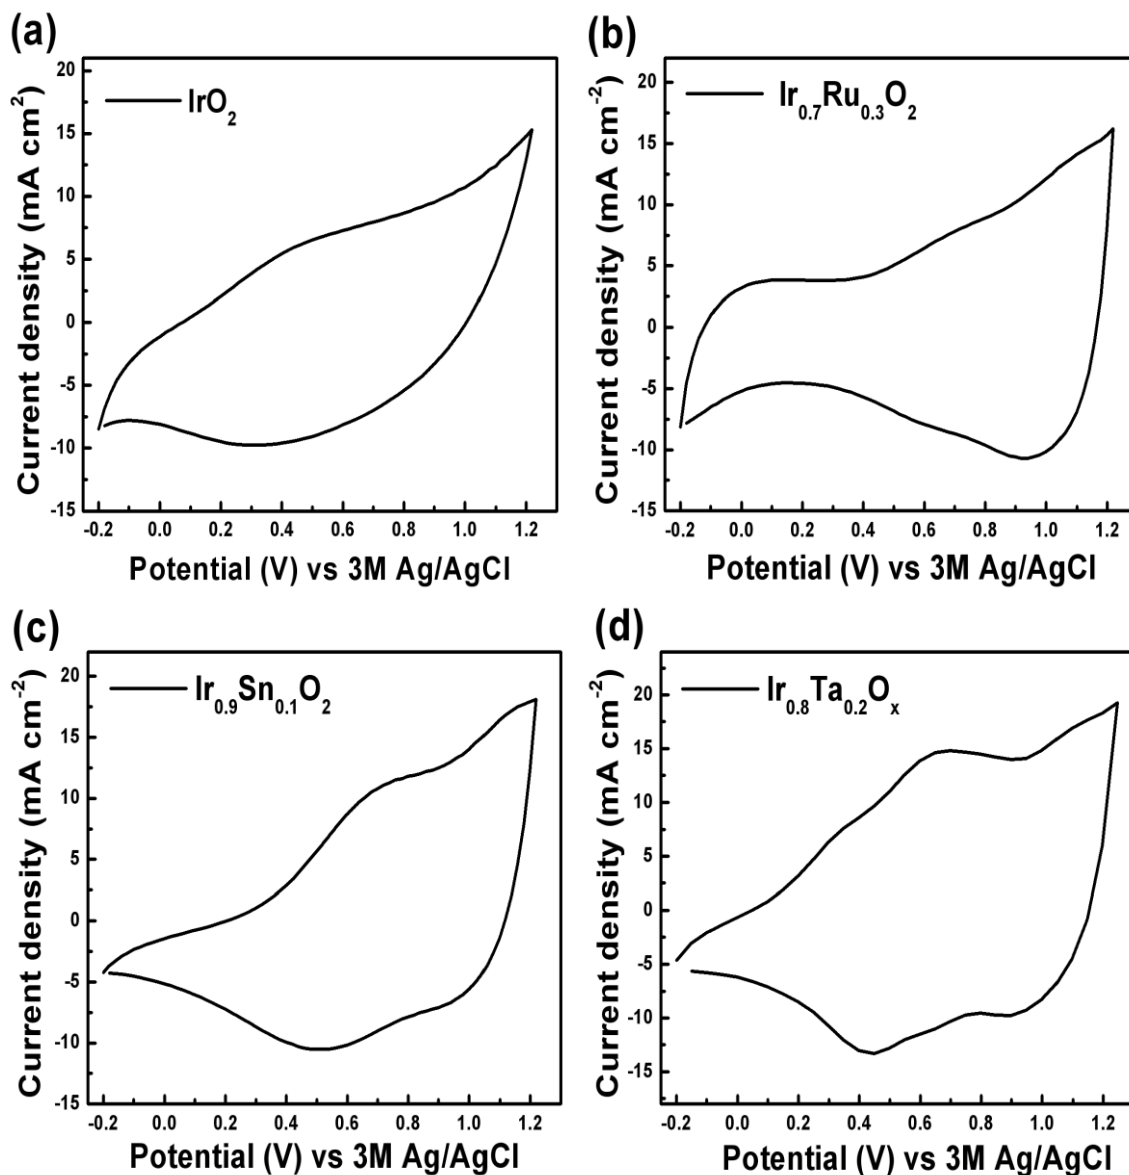 (a)
IrO₂
Current density (mA cm²)
20
15
10
5
0
-5
-10
-15
-0.2 0.0 0.2 0.4 0.6 0.8 1.0 1.2
Potential (V) vs 3M Ag/AgCl
(b)
Ir₀.₇Ru₀.₃O₂
Current density (mA cm⁻²)
20
15
10
5
0
-5
-10
-15
-0.2 0.0 0.2 0.4 0.6 0.8 1.0 1.2
Potential (V) vs 3M Ag/AgCl
(c)
Ir₀.₉Sn₀.₁O₂
Current density (mA cm⁻²)
20
15
10
5
0
-5
-10
-15
-0.2 0.0 0.2 0.4 0.6 0.8 1.0 1.2
Potential (V) vs 3M Ag/AgCl
(d)
Ir₀.₈Ta₀.₂Oₓ
Current density (mA cm⁻²)
20
15
10
5
0
-5
-10
-15
-0.2 0.0 0.2 0.4 0.6 0.8 1.0 1.2
Potential (V) vs 3M Ag/AgCl